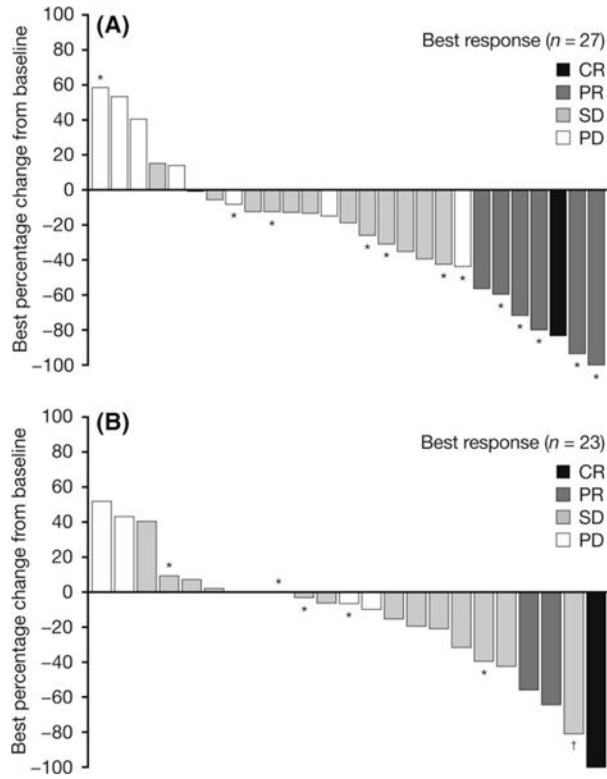 (A)
Best percentage change from baseline
100
80
60
40
20
0
−20
−40
−60
−80
−100
Best response (n = 27)
CR
PR
SD
PD
*
*
*
*
*
*
*
*
*
*
*
*
(B)
Best percentage change from baseline
100
80
60
40
20
0
−20
−40
−60
−80
−100
Best response (n = 23)
CR
PR
SD
PD
*
*
*
*
*
†